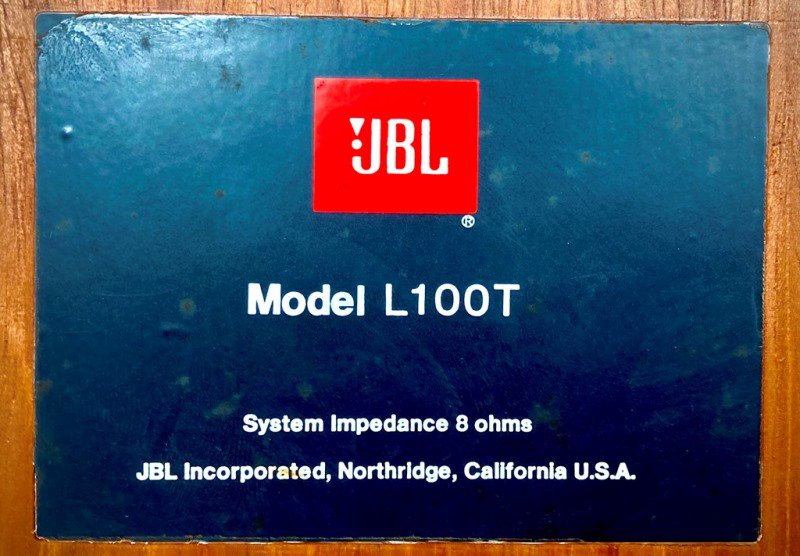 JBL
®
Model L100T
System Impedance 8 ohms
JBL Incorporated, Northridge, California U.S.A.